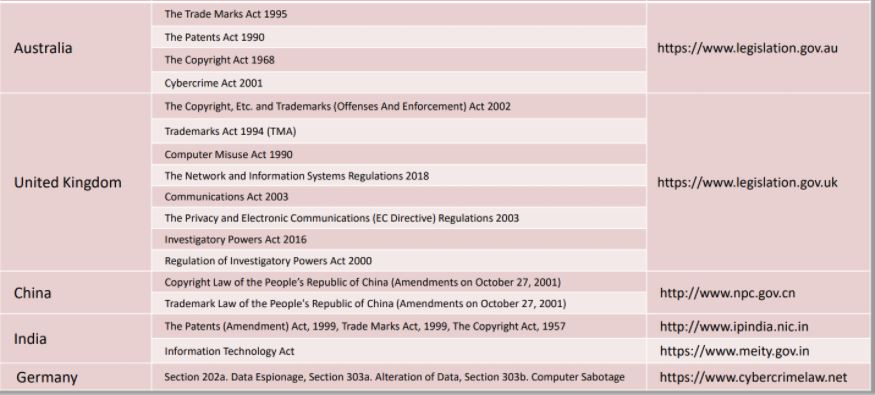 Australia
The Trade Marks Act 1995
The Patents Act 1990
The Copyright Act 1968
Cybercrime Act 2001
https://www.legislation.gov.au
United Kingdom
The Copyright, Etc. and Trademarks (Offenses And Enforcement) Act 2002
Trademarks Act 1994 (TMA)
Computer Misuse Act 1990
The Network and Information Systems Regulations 2018
Communications Act 2003
The Privacy and Electronic Communications (EC Directive) Regulations 2003
Investigatory Powers Act 2016
Regulation of Investigatory Powers Act 2000
https://www.legislation.gov.uk
China
Copyright Law of the People's Republic of China (Amendments on October 27, 2001)
Trademark Law of the People's Republic of China (Amendments on October 27, 2001)
http://www.npc.gov.cn
India
The Patents (Amendment) Act, 1999, Trade Marks Act, 1999, The Copyright Act, 1957
http://www.ipindia.nic.in
Information Technology Act
https://www.meity.gov.in
Germany
Section 202a. Data Espionage, Section 303a. Alteration of Data, Section 303b. Computer Sabotage
https://www.cybercrimelaw.net